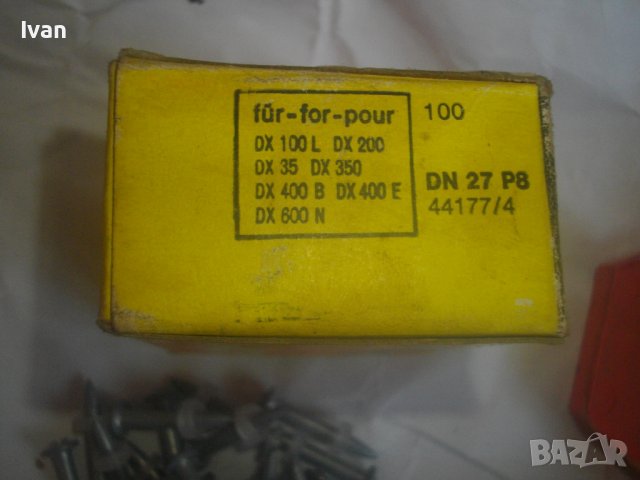 Ivan
für-for-pour
DX 100 L DX 200
DX 35 DX 350
DX 400 B DX 400 E
DX 600 N
100
DN 27 P8
44177/4
BAZAR